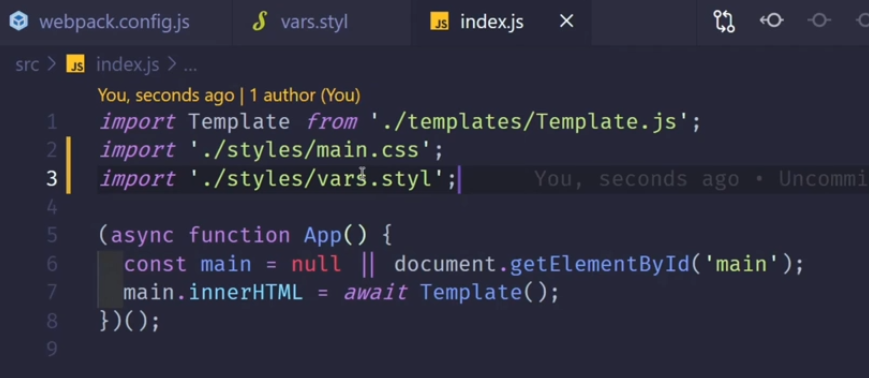 webpack.config.js vars.styl JS index.js
src > JS index.js > ...
You, seconds ago | 1 author (You)
1 import Template from './templates/Template.js';
2 import './styles/main.css';
3 import './styles/vars.styl'; You, seconds ago • Uncommi
4
5 (async function App() {
6 const main = null || document.getElementById('main');
7 main.innerHTML = await Template();
8 })();
9